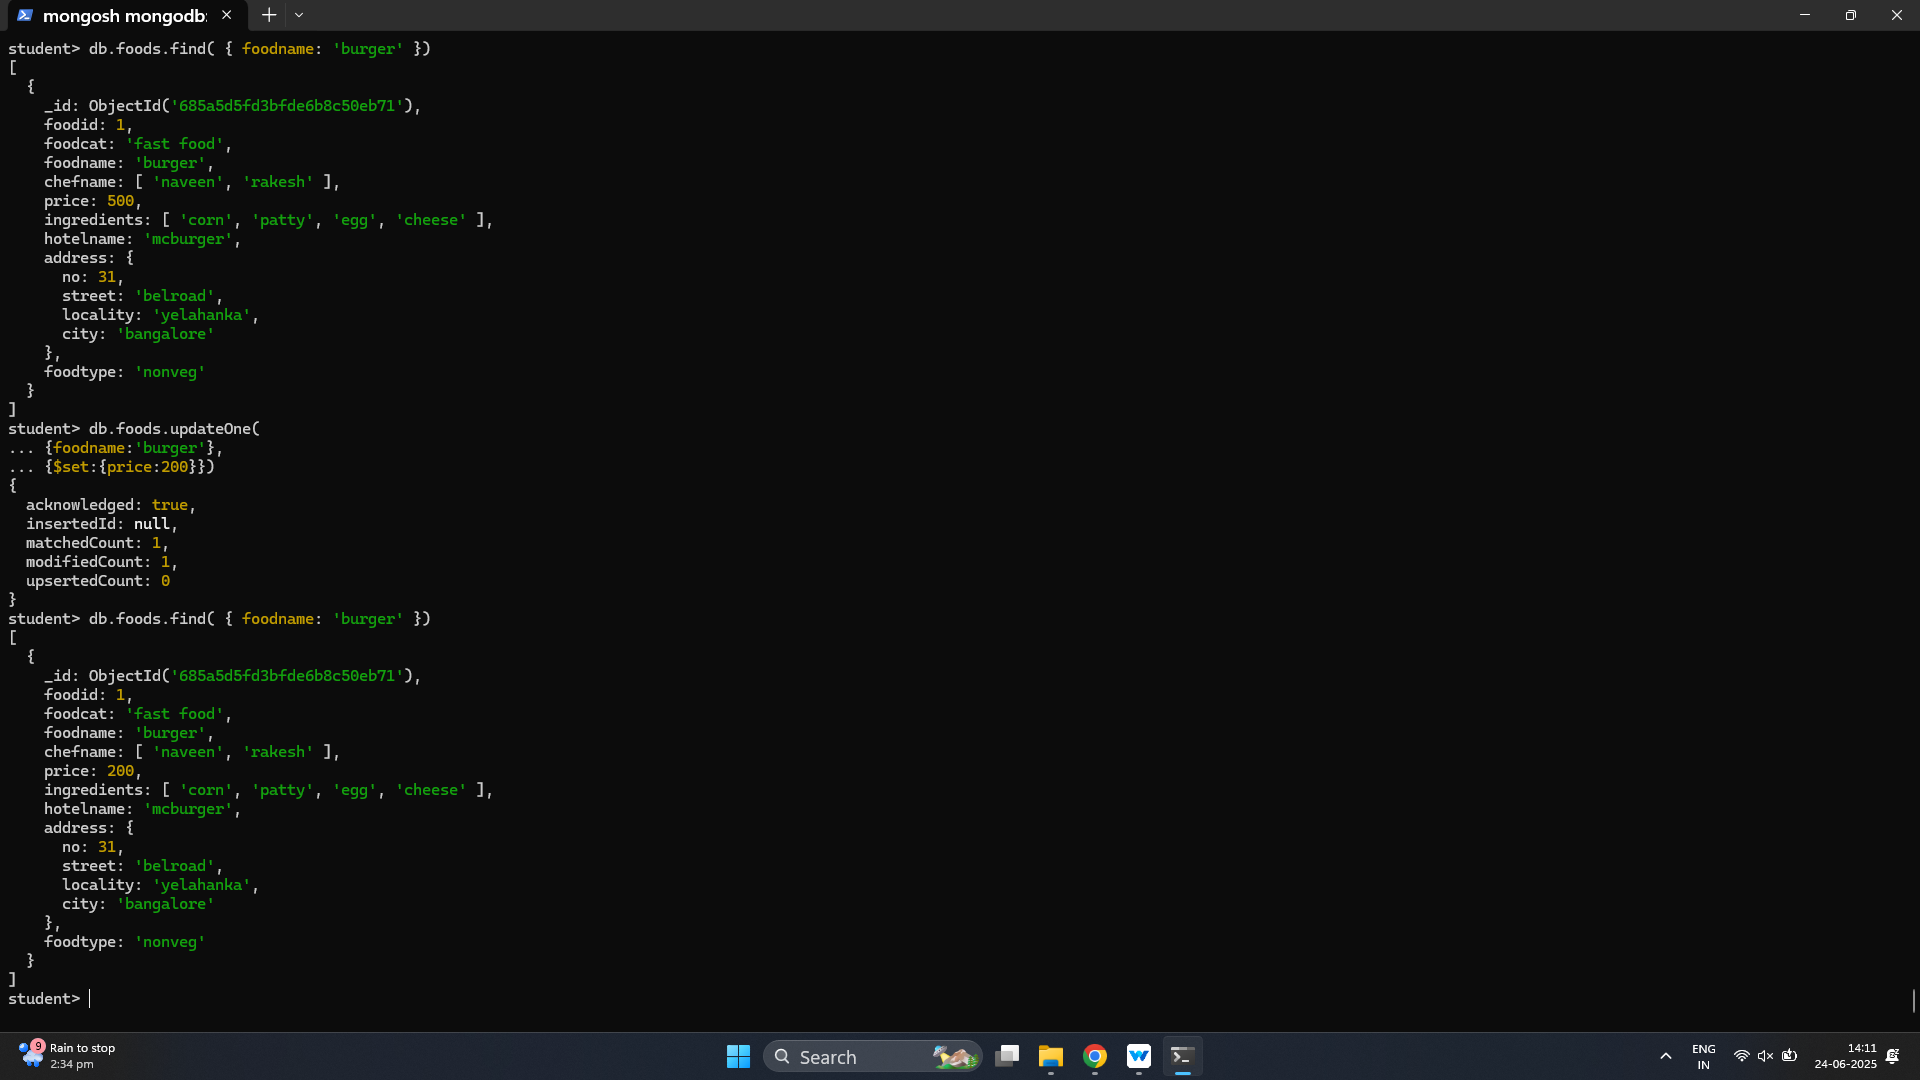 mongosh mongodb:
student> db.foods.find( { foodname: 'burger' })
[
  {
    _id: ObjectId('685a5d5fd3bfde6b8c50eb71'),
    foodid: 1,
    foodcat: 'fast food',
    foodname: 'burger',
    chefname: [ 'naveen', 'rakesh' ],
    price: 500,
    ingredients: [ 'corn', 'patty', 'egg', 'cheese' ],
    hotelname: 'mcburger',
    address: {
      no: 31,
      street: 'belroad',
      locality: 'yelahanka',
      city: 'bangalore'
    },
    foodtype: 'nonveg'
  }
]
student> db.foods.updateOne(
... {foodname:'burger'},
... {$set:{price:200}})
{
  acknowledged: true,
  insertedId: null,
  matchedCount: 1,
  modifiedCount: 1,
  upsertedCount: 0
}
student> db.foods.find( { foodname: 'burger' })
[
  {
    _id: ObjectId('685a5d5fd3bfde6b8c50eb71'),
    foodid: 1,
    foodcat: 'fast food',
    foodname: 'burger',
    chefname: [ 'naveen', 'rakesh' ],
    price: 200,
    ingredients: [ 'corn', 'patty', 'egg', 'cheese' ],
    hotelname: 'mcburger',
    address: {
      no: 31,
      street: 'belroad',
      locality: 'yelahanka',
      city: 'bangalore'
    },
    foodtype: 'nonveg'
  }
]
student>
9
Rain to stop
2:34 pm
Search
ENG
IN
14:11
24-06-2025